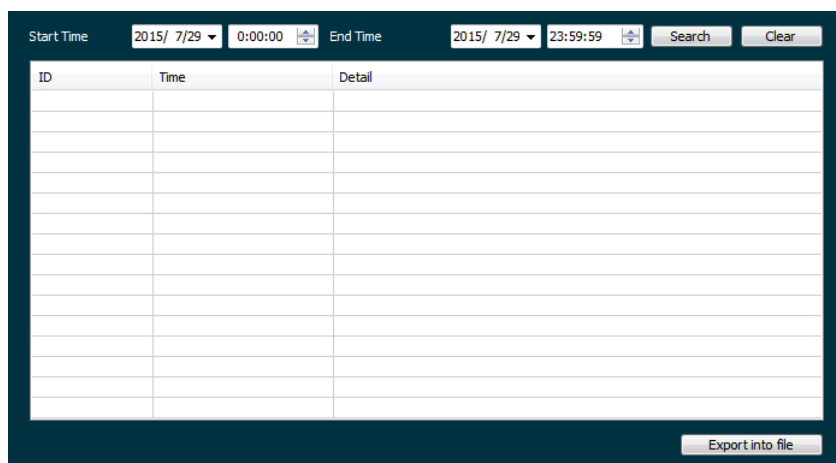 Start Time 2015/ 7/29 0:00:00 End Time 2015/ 7/29 23:59:59 Search Clear
ID Time Detail
Export into file